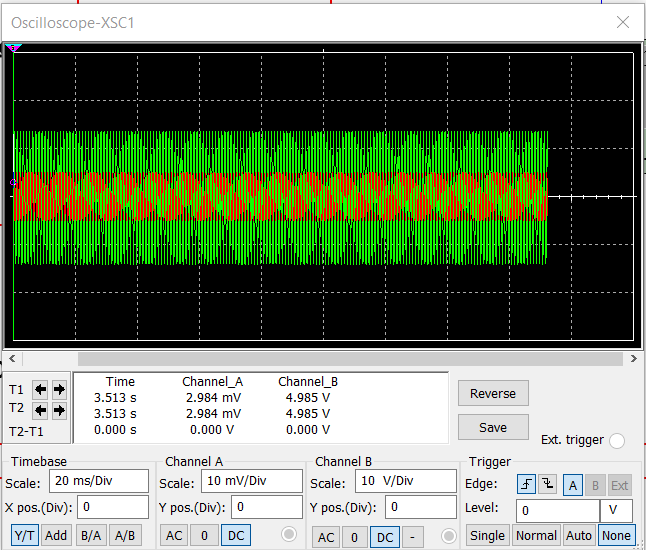 Oscilloscope-XSC1
Time Channel_A Channel_B
T1 3.513 s 2.984 mV 4.985 V
T2 3.513 s 2.984 mV 4.985 V
T2-T1 0.000 s 0.000 V 0.000 V
Reverse
Save
Ext. trigger
Timebase Channel A Channel B Trigger
Scale: 20 ms/Div Scale: 10 mV/Div Scale: 10 V/Div Edge: A B Ext
X pos.(Div): 0 Y pos.(Div): 0 Y pos.(Div): 0 Level: 0 V
Y/T Add B/A A/B AC 0 DC AC 0 DC - Single Normal Auto None